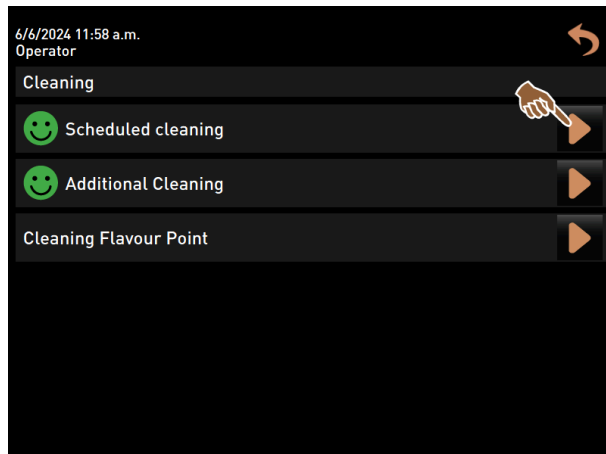 6/6/2024 11:58 a.m.
Operator
Cleaning
Scheduled cleaning
Additional Cleaning
Cleaning Flavour Point